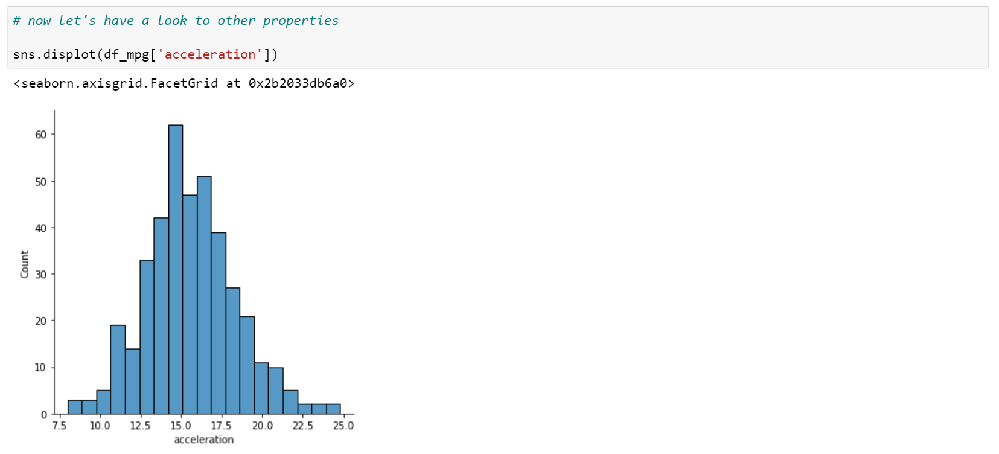 # now let's have a look to other properties
sns.displot(df_mpg['acceleration'])
<seaborn.axisgrid.FacetGrid at 0x2b2033db6a0>
60
50
40
30
20
10
0
Count
7.5 10.0 12.5 15.0 17.5 20.0 22.5 25.0
acceleration